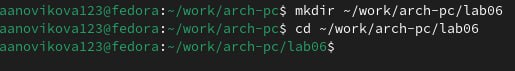 aanovikova123@fedora:~/work/arch-pc$ mkdir ~/work/arch-pc/lab06
aanovikova123@fedora:~/work/arch-pc$ cd ~/work/arch-pc/lab06
aanovikova123@fedora:~/work/arch-pc/lab06$